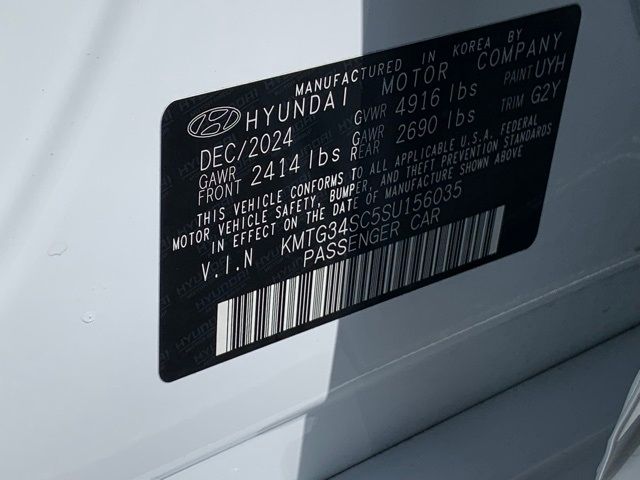 MANUFACTURED IN KOREA BY
HYUNDAI MOTOR COMPANY
DEC/2024 GVWR 4916 lbs PAINT UYH
GAWR FRONT 2414 lbs GAWR REAR 2690 lbs TRIM G2Y
THIS VEHICLE CONFORMS TO ALL APPLICABLE U.S.A. FEDERAL
MOTOR VEHICLE SAFETY, BUMPER, AND THEFT PREVENTION STANDARDS
IN EFFECT ON THE DATE OF MANUFACTURE SHOWN ABOVE
V.I.N KMTG34SC5SU156035
PASSENGER CAR